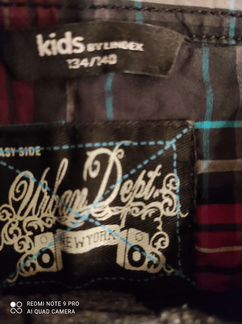 kids BY LINDEX
134/140
EASY SIDE
Urban Dept.
NEW YORK
REDMI NOTE 9 PRO
AI QUAD CAMERA